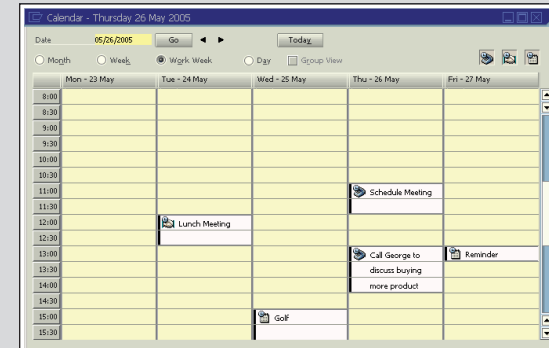 Calendar - Thursday 26 May 2005
Date 05/26/2005 Go Today
Month Week Work Week Day Group View
Mon - 23 May Tue - 24 May Wed - 25 May Thu - 26 May Fri - 27 May
8:00
8:30
9:00
9:30
10:00
10:30
11:00 Schedule Meeting
11:30
12:00 Lunch Meeting
12:30
13:00 Call George to Reminder
13:30 discuss buying
14:00 more product
14:30
15:00 Golf
15:30